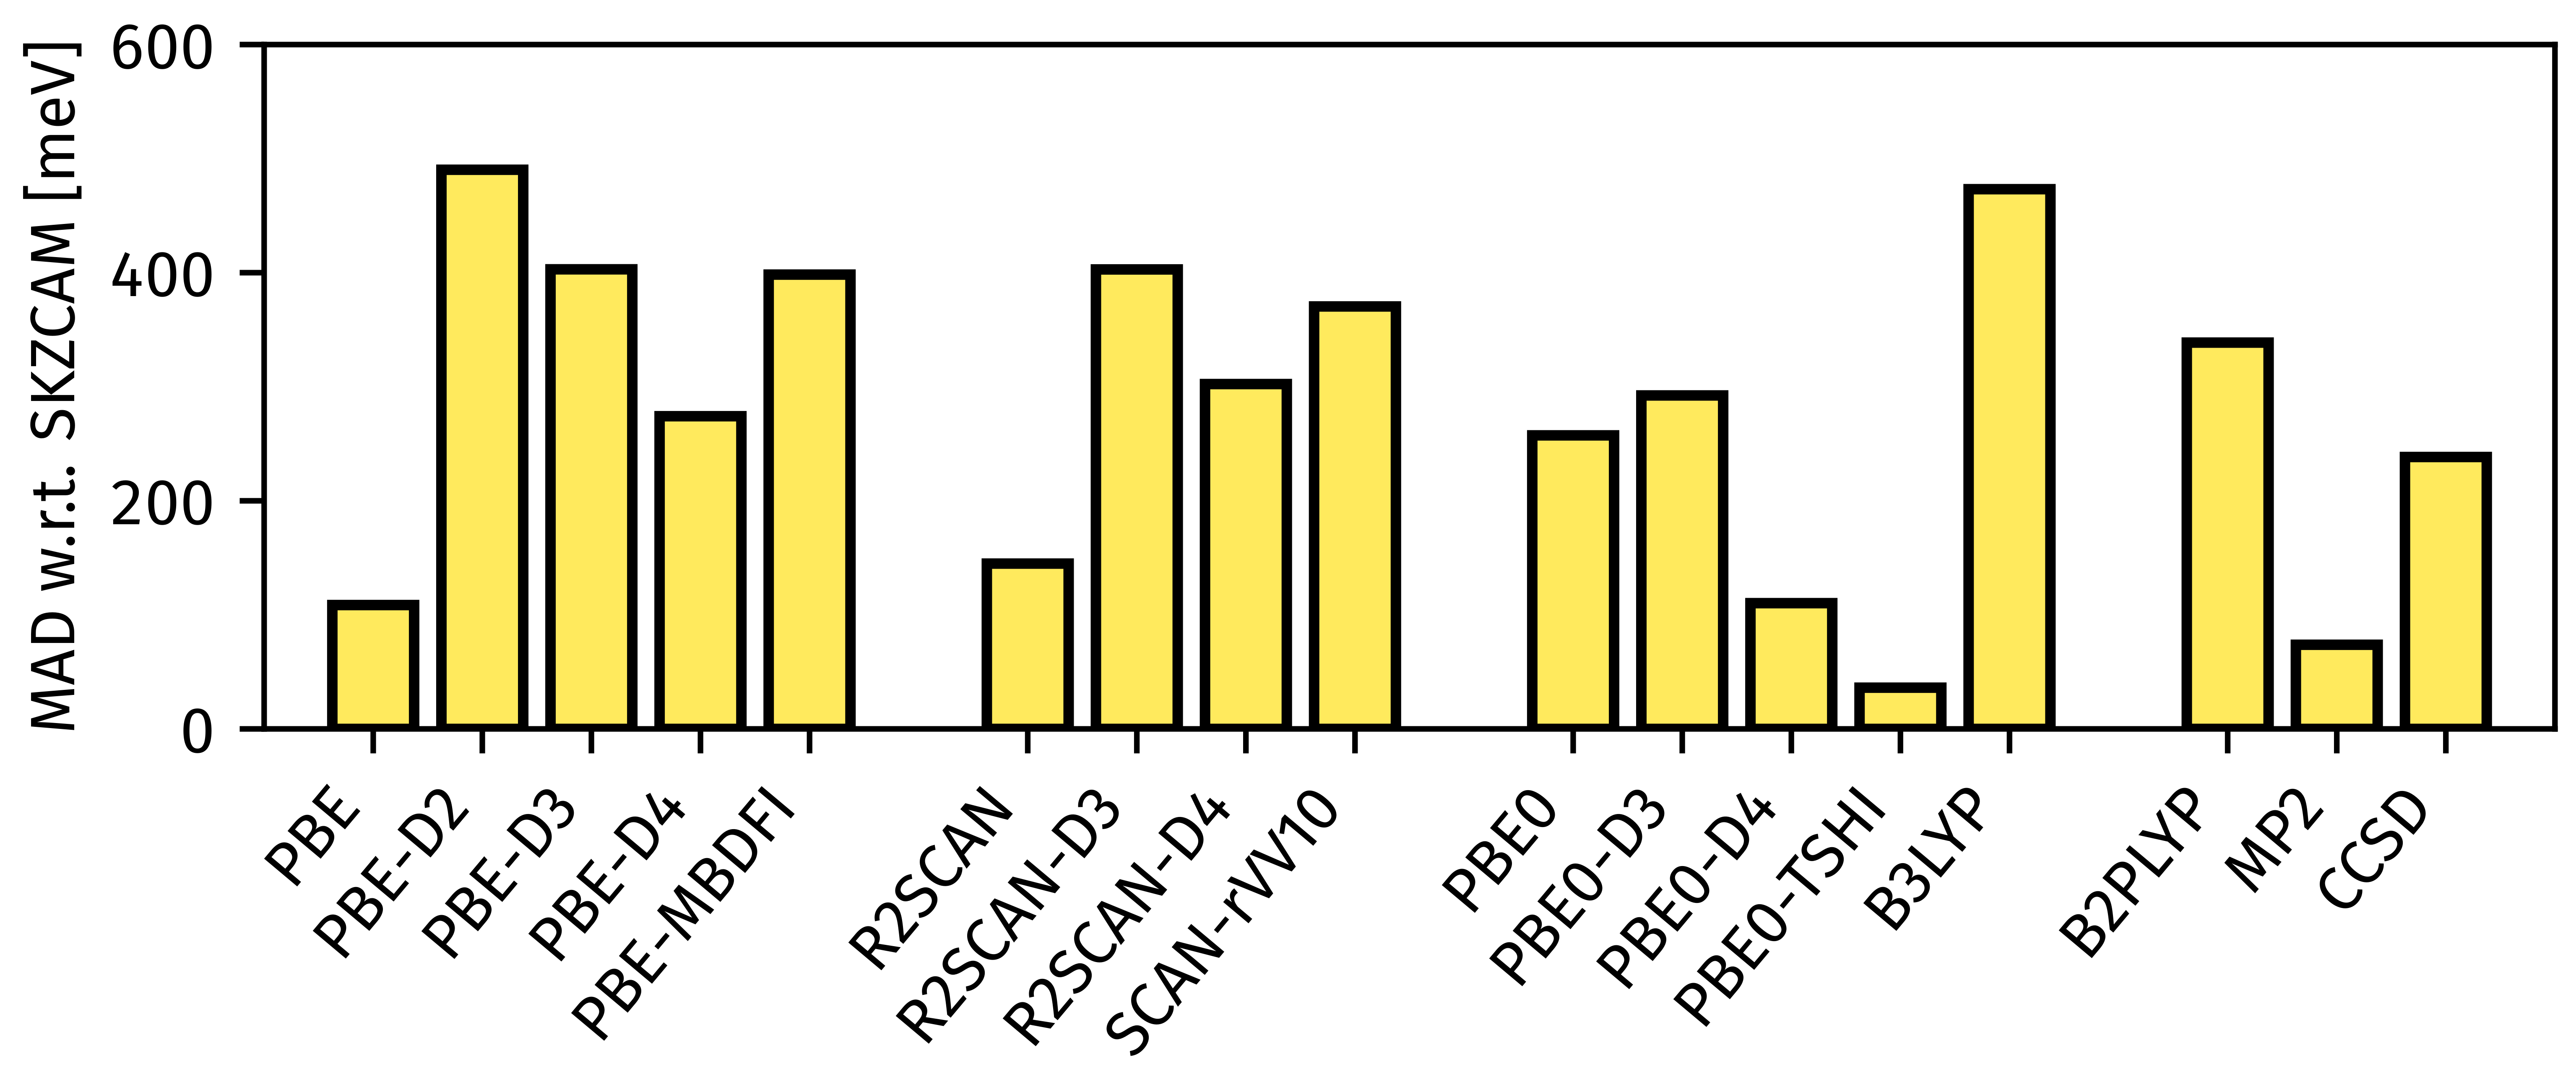 MAD w.r.t. SKZCAM [meV]
600
400
200
0
PBE
PBE-D2
PBE-D3
PBE-D4
PBE-MBDFI
R2SCAN
R2SCAN-D3
R2SCAN-D4
SCAN-rVV10
PBE0
PBE0-D3
PBE0-D4
PBE0-TSHI
B3LYP
B2PLYP
MP2
CCSD